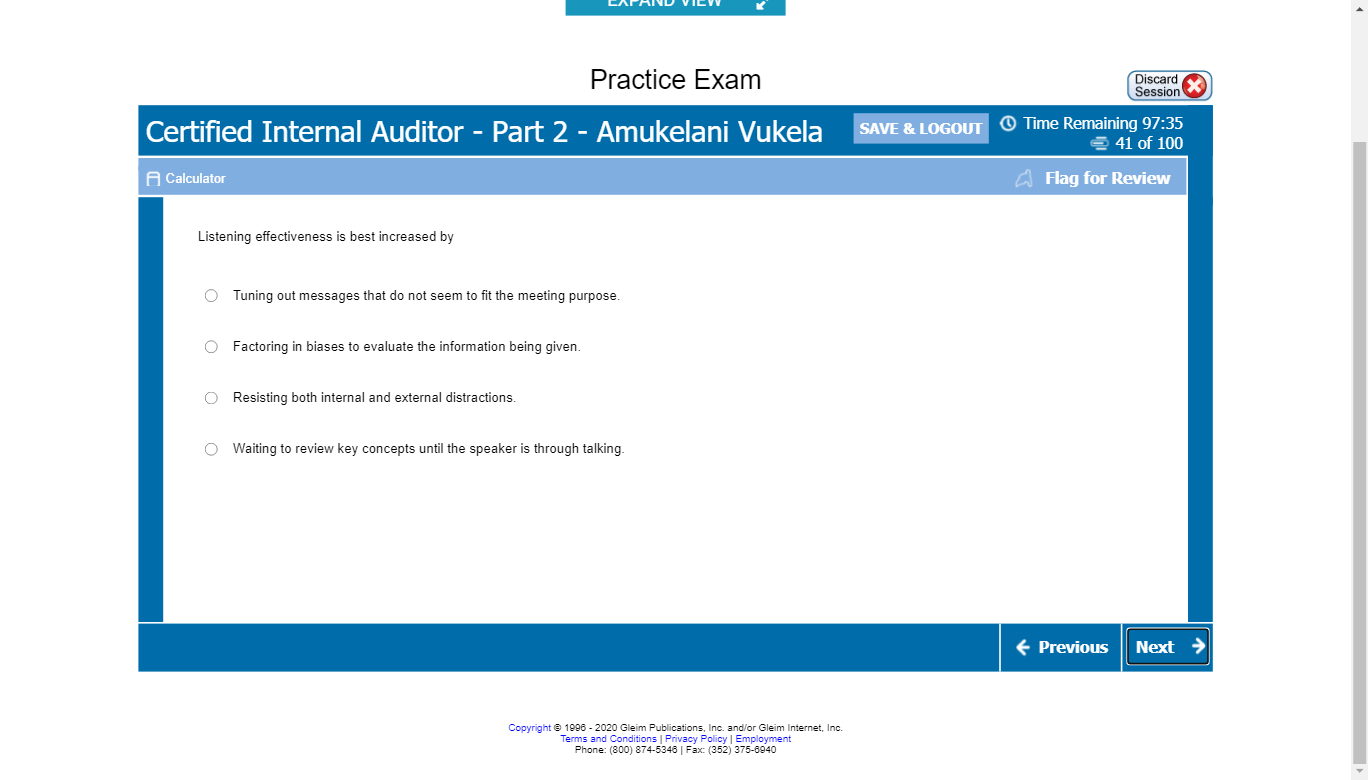 EXPAND VIEW
Practice Exam
Discard
Session
Certified Internal Auditor - Part 2 - Amukelani Vukela
SAVE & LOGOUT
Time Remaining 97:35
41 of 100
Calculator
Flag for Review
Listening effectiveness is best increased by
Tuning out messages that do not seem to fit the meeting purpose.
Factoring in biases to evaluate the information being given.
Resisting both internal and external distractions.
Waiting to review key concepts until the speaker is through talking.
Previous
Next
Copyright © 1996 - 2020 Gleim Publications, Inc. and/or Gleim Internet, Inc.
Terms and Conditions | Privacy Policy | Employment
Phone: (800) 874-5346 | Fax: (352) 375-6940